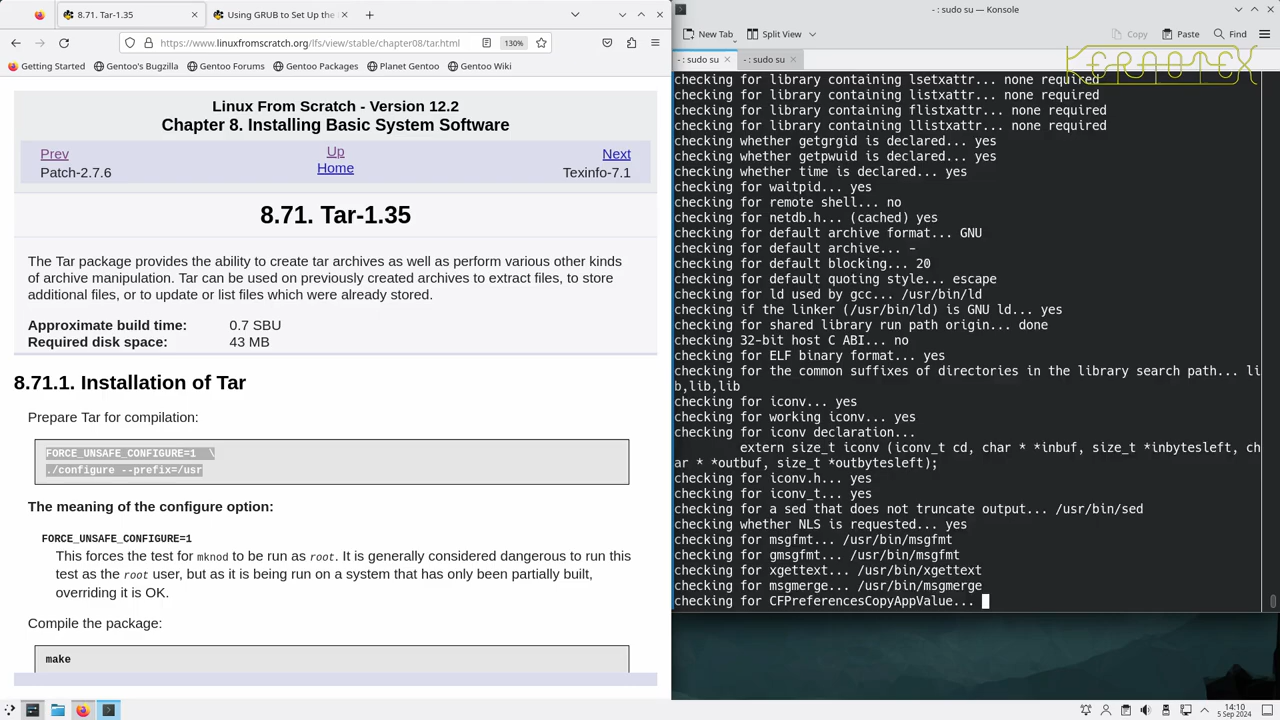 8.71. Tar-1.35
Using GRUB to Set Up the
https://www.linuxfromscratch.org/lfs/view/stable/chapter08/tar.html
130%
Getting Started
Gentoo's Bugzilla
Gentoo Forums
Gentoo Packages
Planet Gentoo
Gentoo Wiki
Linux From Scratch - Version 12.2
Chapter 8. Installing Basic System Software
Prev
Up
Next
Patch-2.7.6
Home
Texinfo-7.1
8.71. Tar-1.35
The Tar package provides the ability to create tar archives as well as perform various other kinds
of archive manipulation. Tar can be used on previously created archives to extract files, to store
additional files, or to update or list files which were already stored.
Approximate build time: 0.7 SBU
Required disk space: 43 MB
8.71.1. Installation of Tar
Prepare Tar for compilation:
FORCE_UNSAFE_CONFIGURE=1 \
./configure --prefix=/usr
The meaning of the configure option:
FORCE_UNSAFE_CONFIGURE=1
This forces the test for mknod to be run as root. It is generally considered dangerous to run this
test as the root user, but as it is being run on a system that has only been partially built,
overriding it is OK.
Compile the package:
make
- : sudo su — Konsole
New Tab
Split View
Copy
Paste
Find
- : sudo su
- : sudo su
KERNOTEX
checking for library containing lsetxattr... none required
checking for library containing listxattr... none required
checking for library containing flistxattr... none required
checking for library containing llistxattr... none required
checking whether getgrgid is declared... yes
checking whether getpwuid is declared... yes
checking whether time is declared... yes
checking for waitpid... yes
checking for remote shell... no
checking for netdb.h... (cached) yes
checking for default archive format... GNU
checking for default archive... -
checking for default blocking... 20
checking for default quoting style... escape
checking for ld used by gcc... /usr/bin/ld
checking if the linker (/usr/bin/ld) is GNU ld... yes
checking for shared library run path origin... done
checking 32-bit host C ABI... no
checking for ELF binary format... yes
checking for the common suffixes of directories in the library search path... li
b,lib,lib
checking for iconv... yes
checking for working iconv... yes
checking for iconv declaration...
extern size_t iconv (iconv_t cd, char * *inbuf, size_t *inbytesleft, ch
ar * *outbuf, size_t *outbytesleft);
checking for iconv.h... yes
checking for iconv_t... yes
checking for a sed that does not truncate output... /usr/bin/sed
checking whether NLS is requested... yes
checking for msgfmt... /usr/bin/msgfmt
checking for gmsgfmt... /usr/bin/msgfmt
checking for xgettext... /usr/bin/xgettext
checking for msgmerge... /usr/bin/msgmerge
checking for CFPreferencesCopyAppValue...
14:10
5 Sep 2024